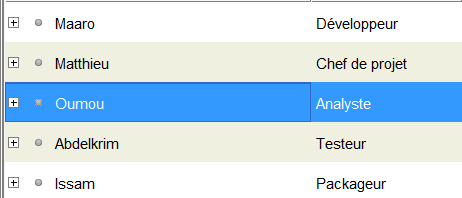 Maaro Développeur
Matthieu Chef de projet
Oumou Analyste
Abdelkrim Testeur
Issam Packageur